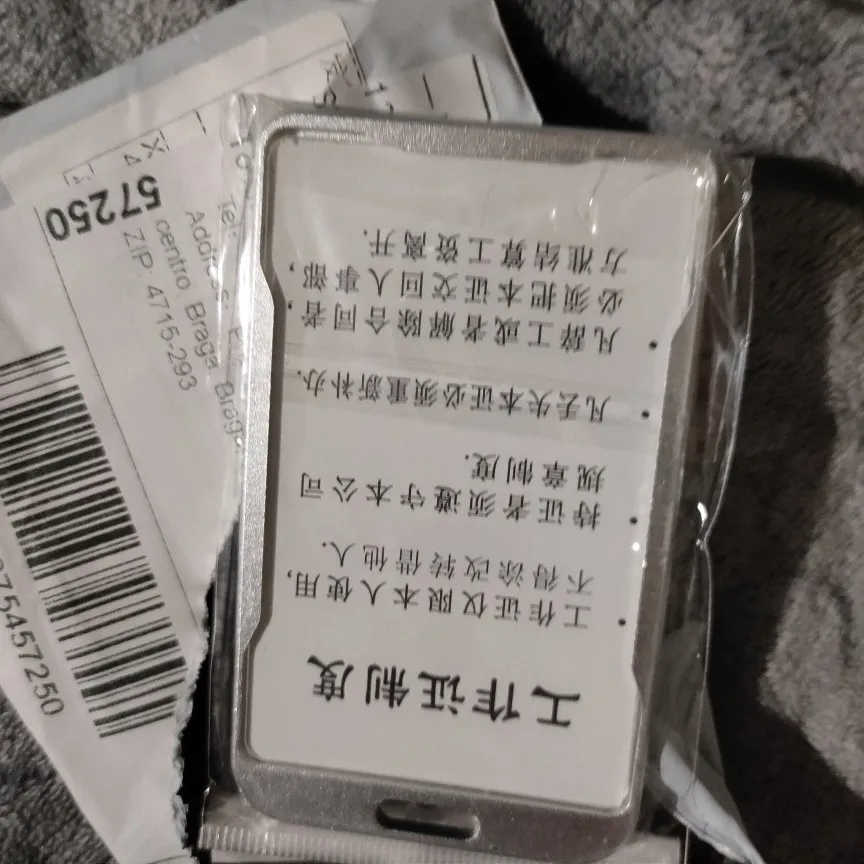 工作证制度
• 工作证仅限本人使用,
不得涂改转借他人.
• 持证者须遵守本公司
规章制度.
• 凡丢失本证必须重新补办.
• 凡辞工或者解除合同者,
必须把本证交回人事部,
方准结算工资离开.
57250
Tel:
Address:
centro Braga Braga
ZIP: 4715-293
75457250